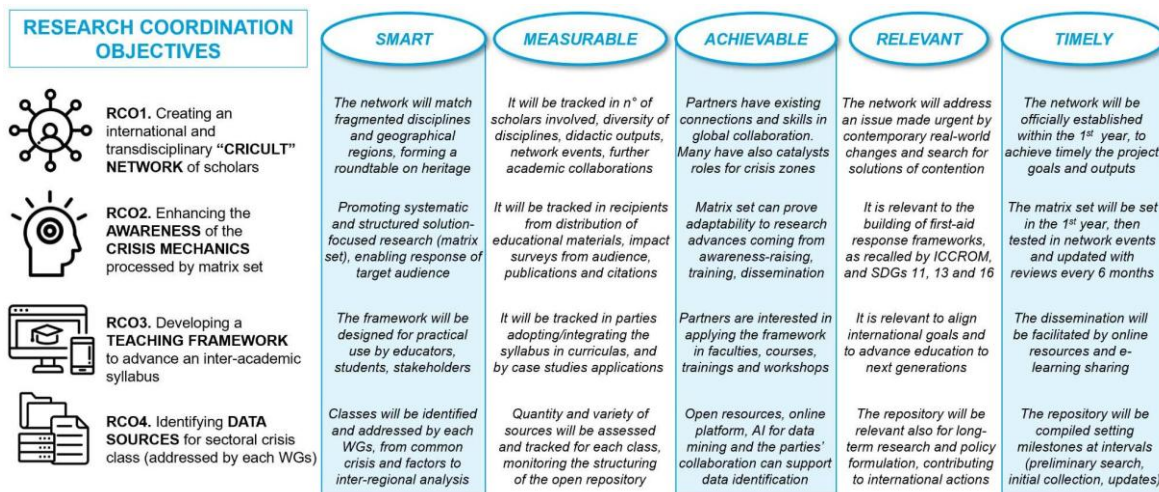 RESEARCH COORDINATION
OBJECTIVES
SMART
MEASURABLE
ACHIEVABLE
RELEVANT
TIMELY
RCO1. Creating an
international and
transdisciplinary “CRICULT”
NETWORK of scholars
The network will match
fragmented disciplines
and geographical
regions, forming a
roundtable on heritage
It will be tracked in n° of
scholars involved, diversity of
disciplines, didactic outputs,
network events, further
academic collaborations
Partners have existing
connections and skills in
global collaboration.
Many have also catalysts
roles for crisis zones
The network will address
an issue made urgent by
contemporary real-world
changes and search for
solutions of contention
The network will be
officially established
within the 1st year, to
achieve timely the project
goals and outputs
RCO2. Enhancing the
AWARENESS of the
CRISIS MECHANICS
processed by matrix set
Promoting systematic
and structured solution-
focused research (matrix
set), enabling response of
target audience
It will be tracked in recipients
from distribution of
educational materials, impact
surveys from audience,
publications and citations
Matrix set can prove
adaptability to research
advances coming from
awareness-raising,
training, dissemination
It is relevant to the
building of first-aid
response frameworks,
as recalled by ICCROM,
and SDGs 11, 13 and 16
The matrix set will be set
in the 1st year, then
tested in network events
and updated with
reviews every 6 months
RCO3. Developing a
TEACHING FRAMEWORK
to advance an inter-academic
syllabus
The framework will be
designed for practical
use by educators,
students, stakeholders
It will be tracked in parties
adopting/integrating the
syllabus in curriculas, and by
case studies applications
Partners are interested in
applying the framework
in faculties, courses,
trainings and workshops
It is relevant to align
international goals and
to advance education to
next generations
The dissemination will
be facilitated by online
resources and e-
learning sharing
RCO4. Identifying DATA
SOURCES for sectoral crisis
class (addressed by each WGs)
Classes will be identified
and addressed by each
WGs, from common
crisis and factors to
inter-regional analysis
Quantity and variety of
sources will be assessed
and tracked for each class,
monitoring the structuring
of the open repository
Open resources, online
platform, AI for data
mining and the parties’
collaboration can support
data identification
The repository will be
relevant also for long-
term research and policy
formulation, contributing
to international actions
The repository will be
compiled setting
milestones at intervals
(preliminary search,
initial collection, updates)